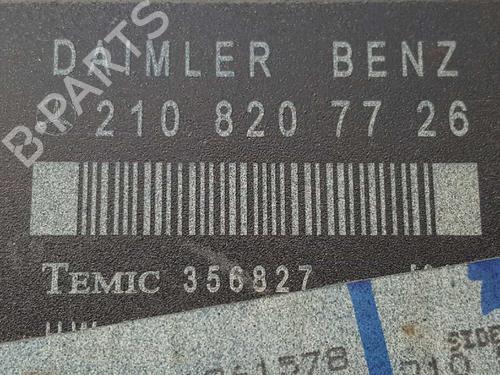 DAIMLER BENZ
210 820 77 26
B-PARTS
TEMIC 356827